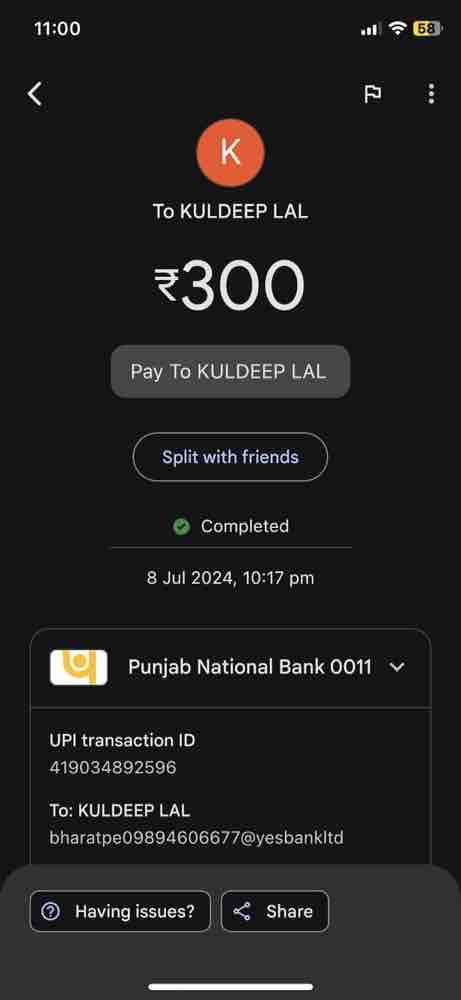 11:00
58
K
To KULDEEP LAL
₹300
Pay To KULDEEP LAL
Split with friends
Completed
8 Jul 2024, 10:17 pm
Punjab National Bank 0011
UPI transaction ID
419034892596
To: KULDEEP LAL
bharatpe09894606677@yesbankltd
Having issues?
Share